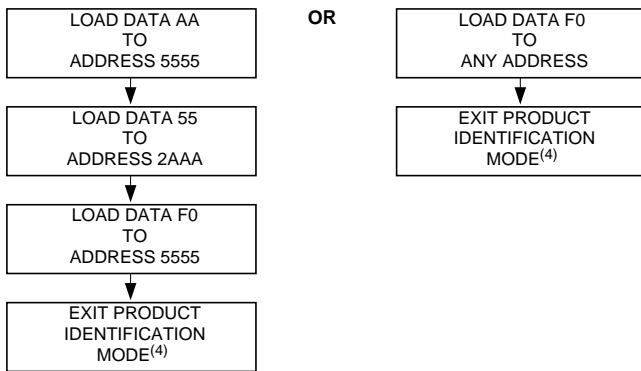 LOAD DATA AA
TO
ADDRESS 5555
LOAD DATA 55
TO
ADDRESS 2AAA
LOAD DATA F0
TO
ADDRESS 5555
EXIT PRODUCT
IDENTIFICATION
MODE(4)
OR
LOAD DATA F0
TO
ANY ADDRESS
EXIT PRODUCT
IDENTIFICATION
MODE(4)